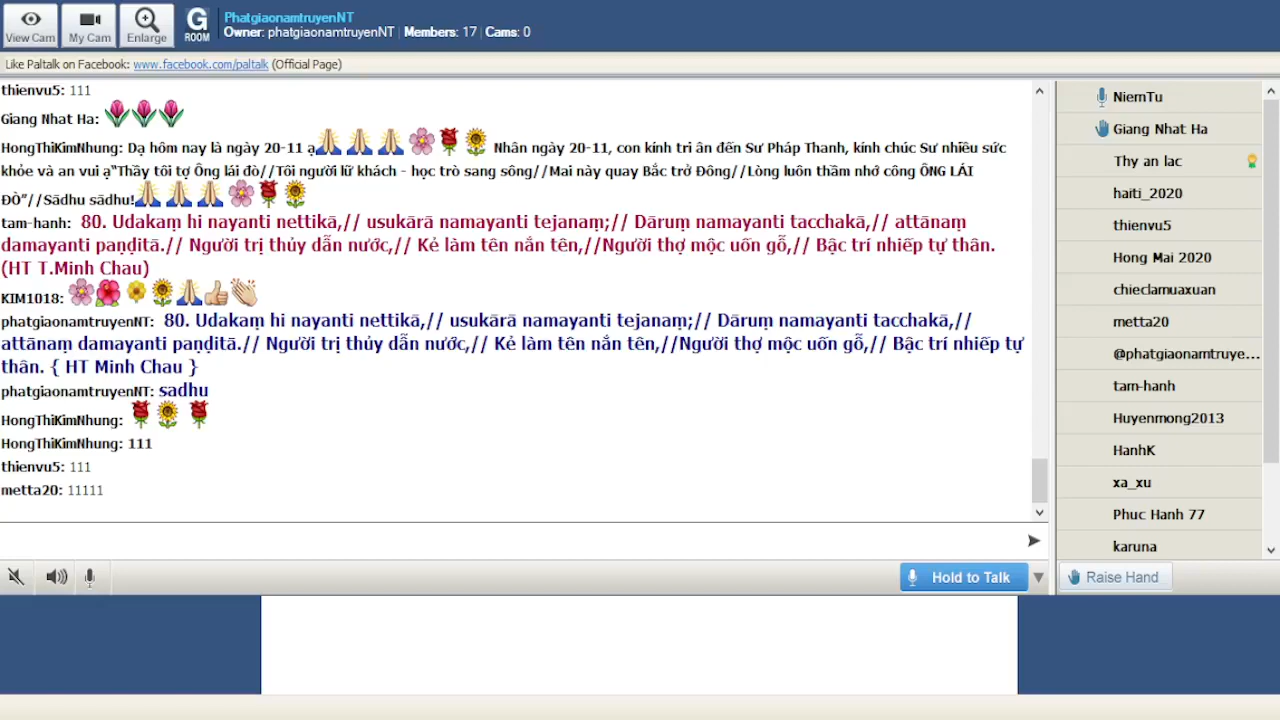 View Cam
My Cam
Enlarge
G
ROOM
PhatgiaonamtruyenNT
Owner: phatgiaonamtruyenNT | Members: 17 | Cams: 0
Like Paltalk on Facebook: www.facebook.com/paltalk (Official Page)
thienvu5: 111
Giang Nhat Ha:
HongThiKimNhung: Dạ hôm nay là ngày 20-11 ạ Nhân ngày 20-11, con kính tri ân đến Sư Pháp Thanh, kính chúc Sư nhiều sức
khỏe và an vui ạ"Thầy tôi tợ Ông lái đò//Tôi người lữ khách - học trò sang sông//Mai này quay Bắc trở Đông//Lòng luôn thầm nhớ công ÔNG LÁI
ĐÒ"//Sādhu sādhu!
tam-hanh: 80. Udakaṃ hi nayanti nettikā,// usukārā namayanti tejanaṃ;// Dāruṃ namayanti tacchakā,// attānaṃ
damayanti paṇḍitā.// Người trị thủy dẫn nước,// Kẻ làm tên nắn tên,//Người thợ mộc uốn gỗ,// Bậc trí nhiếp tự thân.
(HT T.Minh Chau)
KIM1018:
phatgiaonamtruyenNT: 80. Udakaṃ hi nayanti nettikā,// usukārā namayanti tejanaṃ;// Dāruṃ namayanti tacchakā,//
attānaṃ damayanti paṇḍitā.// Người trị thủy dẫn nước,// Kẻ làm tên nắn tên,//Người thợ mộc uốn gỗ,// Bậc trí nhiếp tự
thân. { HT Minh Chau }
phatgiaonamtruyenNT: sadhu
HongThiKimNhung:
HongThiKimNhung: 111
thienvu5: 111
metta20: 11111
Hold to Talk
NiemTu
Giang Nhat Ha
Thy an lac
haiti_2020
thienvu5
Hong Mai 2020
chieclamuaxuan
metta20
@phatgiaonamtruye...
tam-hanh
Huyenmong2013
HanhK
xa_xu
Phuc Hanh 77
karuna
Raise Hand